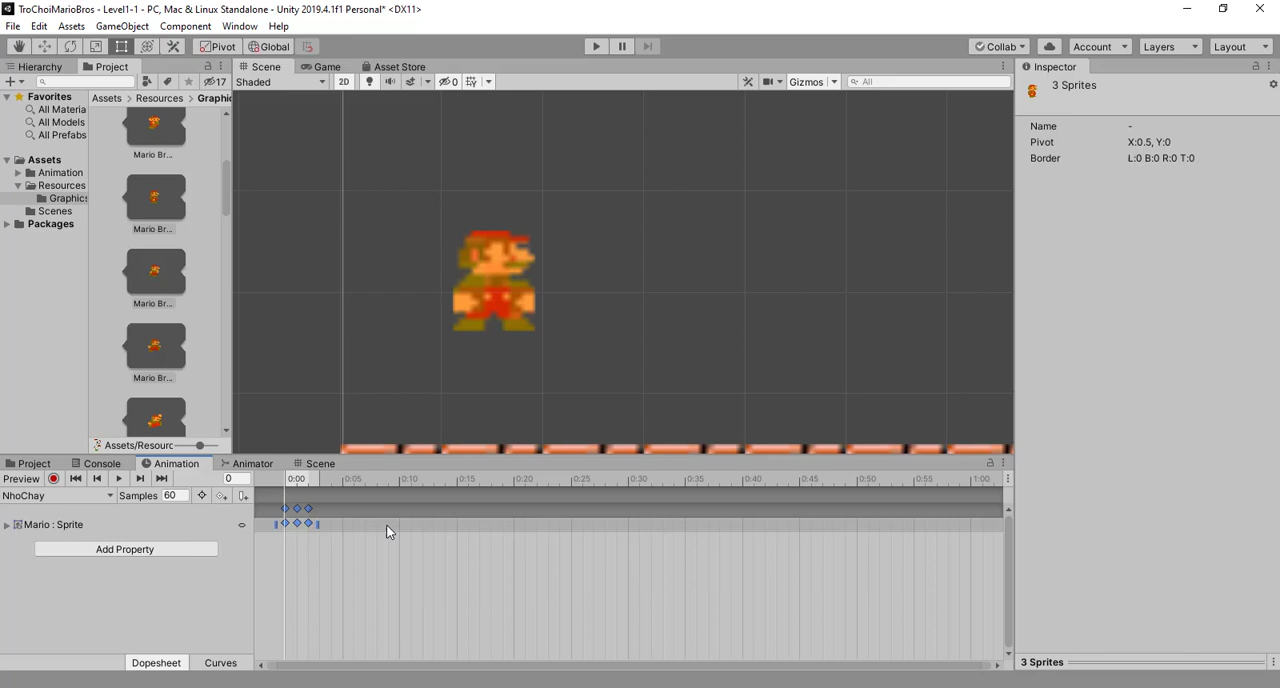 TroChoiMarioBros - Level1-1 - PC, Mac & Linux Standalone - Unity 2019.4.1f1 Personal* <DX11>
File Edit Assets GameObject Component Window Help
Pivot Global Collab Account Layers Layout
Hierarchy Project Scene Game Asset Store Inspector
17 Shaded 2D 0 Gizmos All
Favorites
All Materia
All Models
All Prefabs
Assets
Animation
Resources
Graphics
Scenes
Packages
Assets > Resources > Graphic
Mario Br...
Mario Br...
Mario Br...
Mario Br...
Assets/Resourc
3 Sprites
Name -
Pivot X:0.5, Y:0
Border L:0 B:0 R:0 T:0
Project Console Animation Animator Scene
Preview 0 0:00 0:05 0:10 0:15 0:20 0:25 0:30 0:35 0:40 0:45 0:50 0:55 1:00
NhoChay Samples 60
Mario : Sprite
Add Property
Dopesheet Curves
3 Sprites